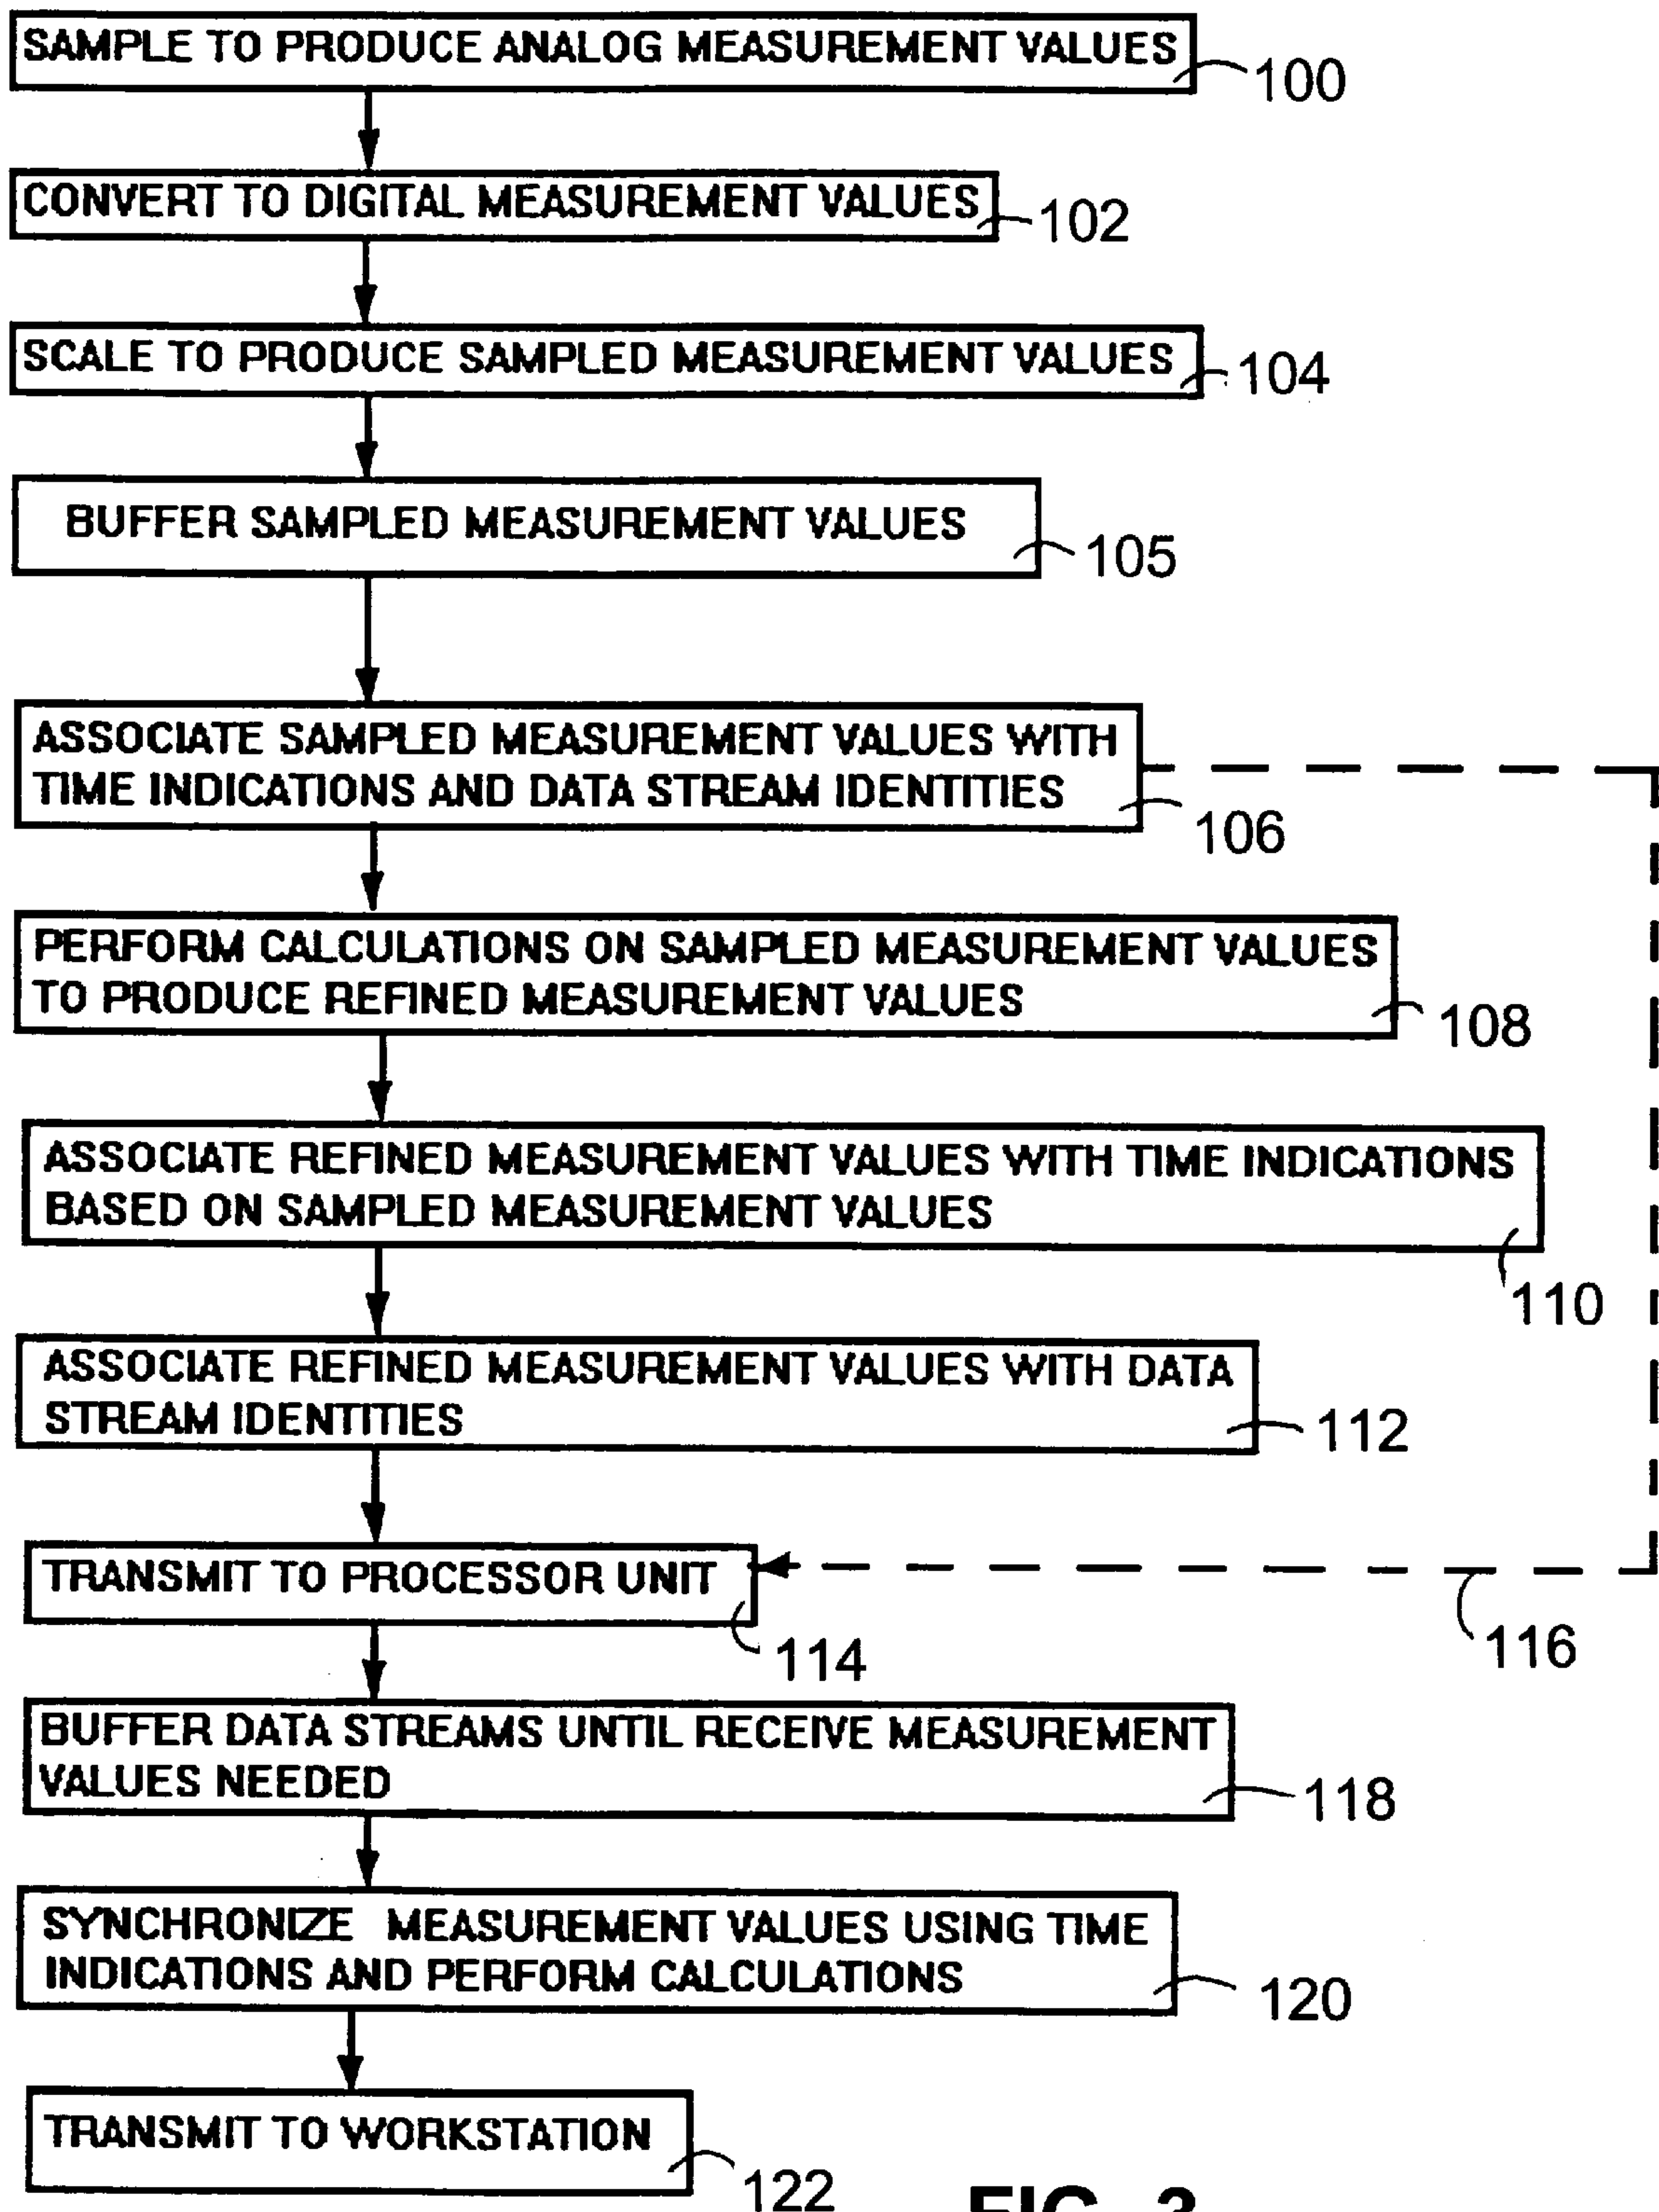 SAMPLE TO PRODUCE ANALOG MEASUREMENT VALUES
100
CONVERT TO DIGITAL MEASUREMENT VALUES
102
SCALE TO PRODUCE SAMPLED MEASUREMENT VALUES
104
BUFFER SAMPLED MEASUREMENT VALUES
105
ASSOCIATE SAMPLED MEASUREMENT VALUES WITH
TIME INDICATIONS AND DATA STREAM IDENTITIES
106
PERFORM CALCULATIONS ON SAMPLED MEASUREMENT VALUES
TO PRODUCE REFINED MEASUREMENT VALUES
108
ASSOCIATE REFINED MEASUREMENT VALUES WITH TIME INDICATIONS
BASED ON SAMPLED MEASUREMENT VALUES
110
ASSOCIATE REFINED MEASUREMENT VALUES WITH DATA
STREAM IDENTITIES
112
TRANSMIT TO PROCESSOR UNIT
114
116
BUFFER DATA STREAMS UNTIL RECEIVE MEASUREMENT
VALUES NEEDED
118
SYNCHRONIZE MEASUREMENT VALUES USING TIME
INDICATIONS AND PERFORM CALCULATIONS
120
TRANSMIT TO WORKSTATION
122
FIG. 3